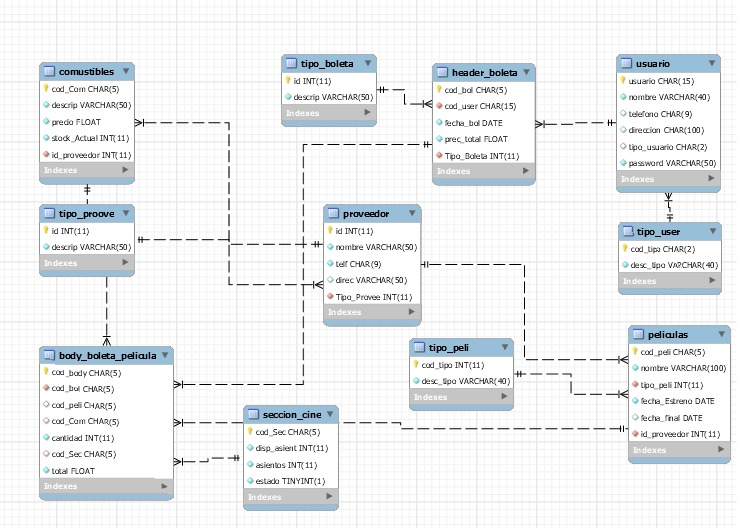 comustibles
cod_Com CHAR(5)
descrip VARCHAR(50)
precio FLOAT
stock_Actual INT(11)
id_proveedor INT(11)
Indexes
tipo_boleta
id INT(11)
descrip VARCHAR(50)
Indexes
header_boleta
cod_bol CHAR(5)
cod_user CHAR(15)
fecha_bol DATE
prec_total FLOAT
Tipo_Boleta INT(11)
Indexes
usuario
usuario CHAR(15)
nombre VARCHAR(40)
telefono CHAR(9)
direccion CHAR(100)
tipo_usuario CHAR(2)
password VARCHAR(50)
Indexes
tipo_proove
id INT(11)
descrip VARCHAR(50)
Indexes
proveedor
id INT(11)
nombre VARCHAR(50)
telf CHAR(9)
direc VARCHAR(50)
Tipo_Provee INT(11)
Indexes
tipo_user
cod_tipo CHAR(2)
desc_tipo VARCHAR(40)
Indexes
body_boleta_pelicula
cod_body CHAR(5)
cod_bol CHAR(5)
cod_peli CHAR(5)
cod_Com CHAR(5)
cantidad INT(11)
cod_Sec CHAR(5)
total FLOAT
Indexes
seccion_cine
cod_Sec CHAR(5)
disp_asient INT(11)
asientos INT(11)
estado TINYINT(1)
Indexes
tipo_peli
cod_tipo INT(11)
desc_tipo VARCHAR(40)
Indexes
peliculas
cod_peli CHAR(5)
nombre VARCHAR(100)
tipo_peli INT(11)
fecha_Estreno DATE
fecha_final DATE
id_proveedor INT(11)
Indexes